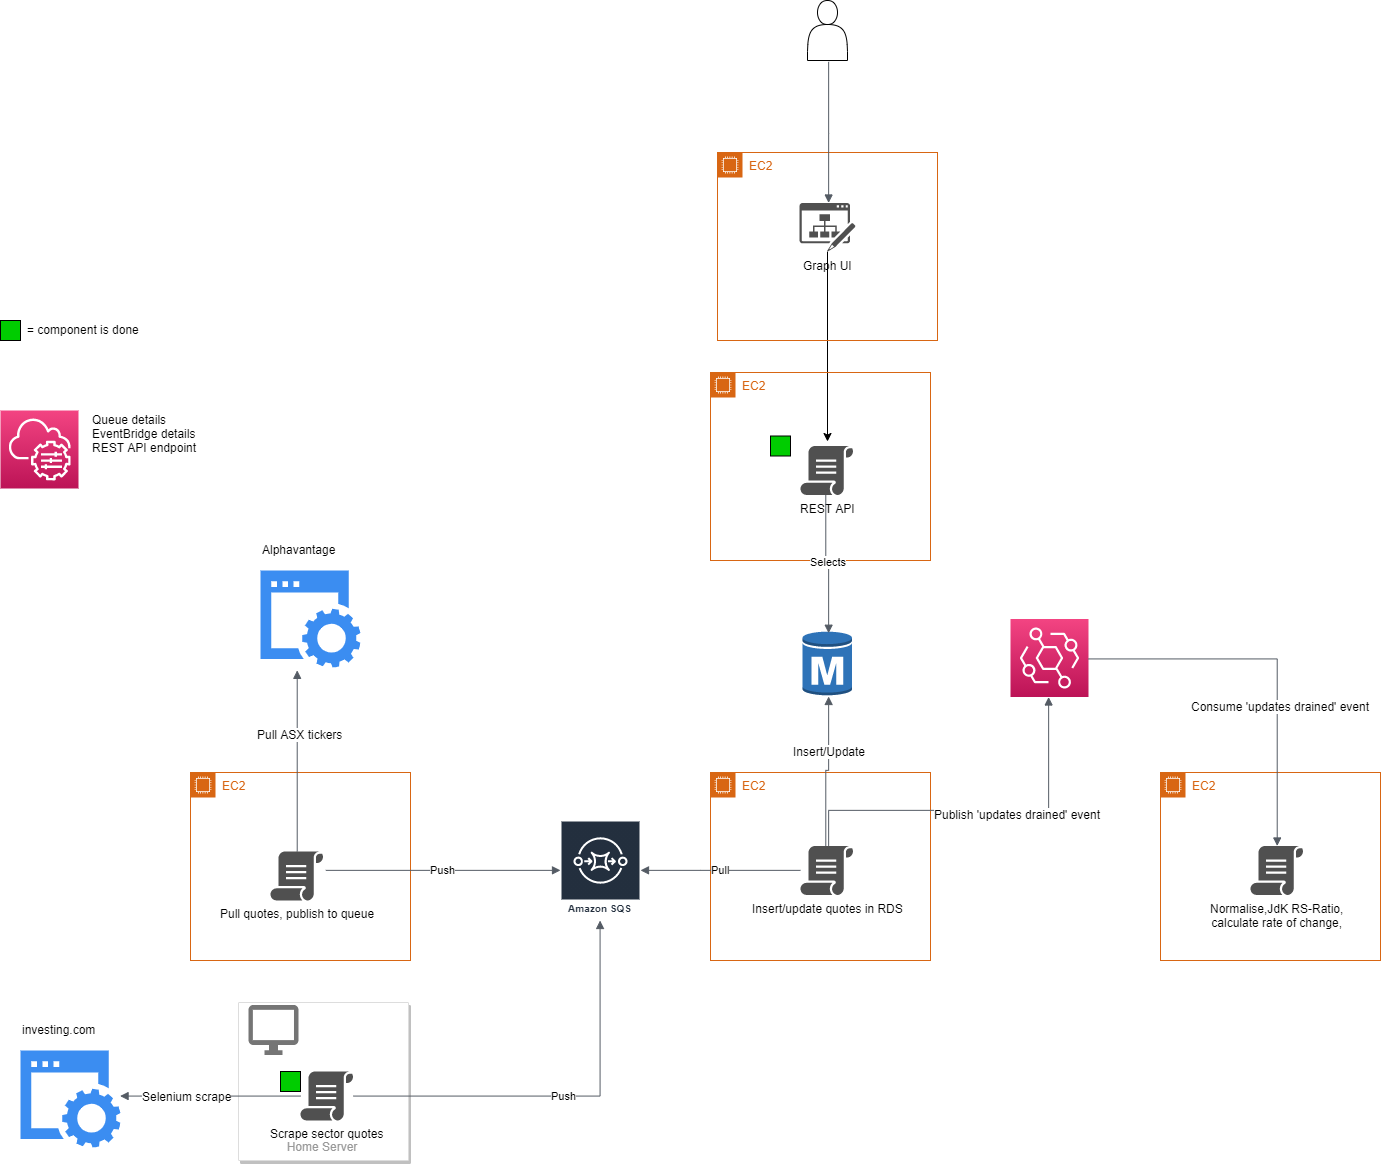 EC2
Graph UI
= component is done
EC2
Queue details
EventBridge details
REST API endpoint
REST API
Alphavantage
Selects
M
Consume 'updates drained' event
Pull ASX tickers
Insert/Update
EC2
EC2
EC2
Publish 'updates drained' event
Push
Pull
Amazon SQS
Pull quotes, publish to queue
Insert/update quotes in RDS
Normalise,JdK RS-Ratio,
calculate rate of change,
investing.com
Selenium scrape
Push
Scrape sector quotes
Home Server